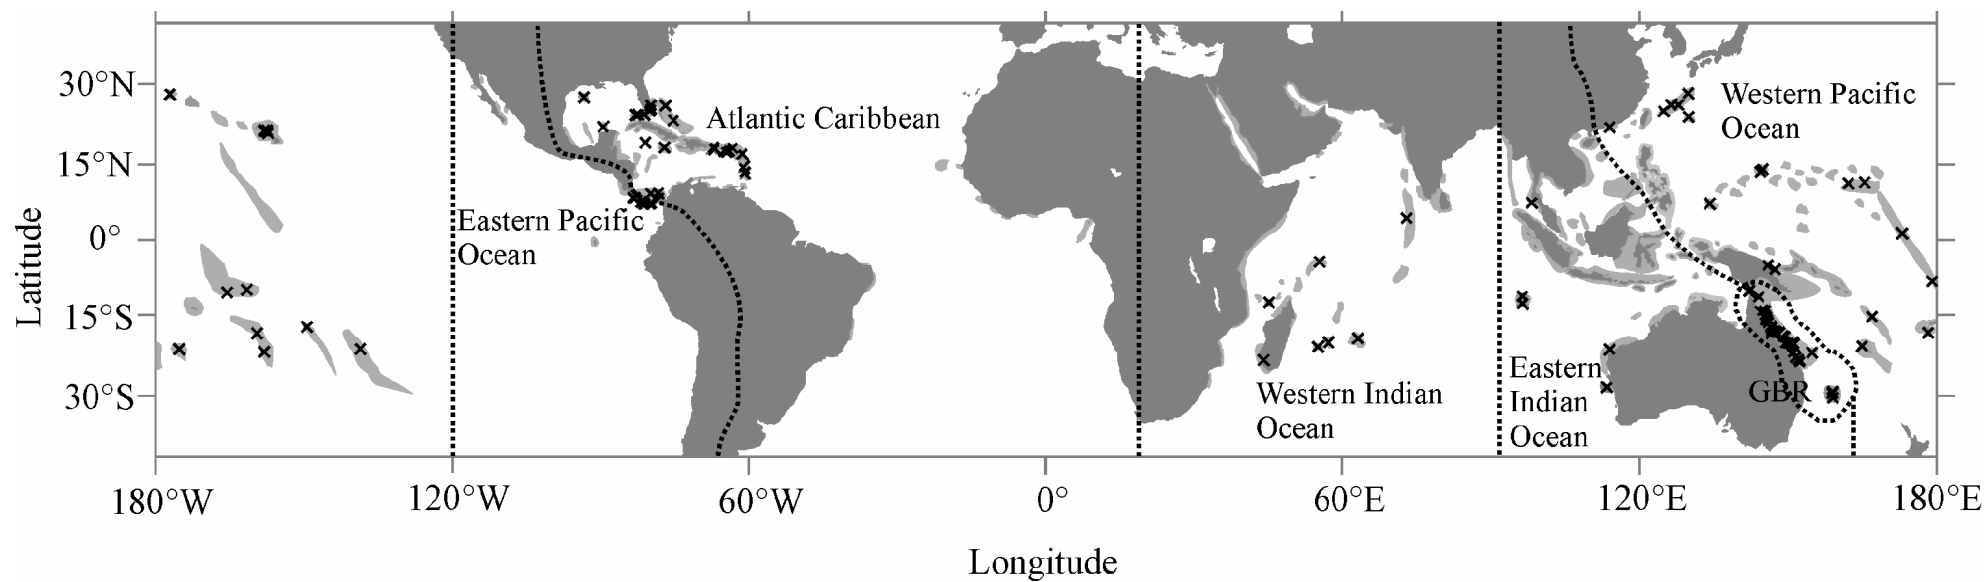 30°N
15°N
0°
15°S
30°S
Latitude
Atlantic Caribbean
Eastern Pacific
Ocean
Western Indian
Ocean
Eastern
Indian
Ocean
GBR
Western Pacific
Ocean
180°W
120°W
60°W
0°
60°E
120°E
180°E
Longitude